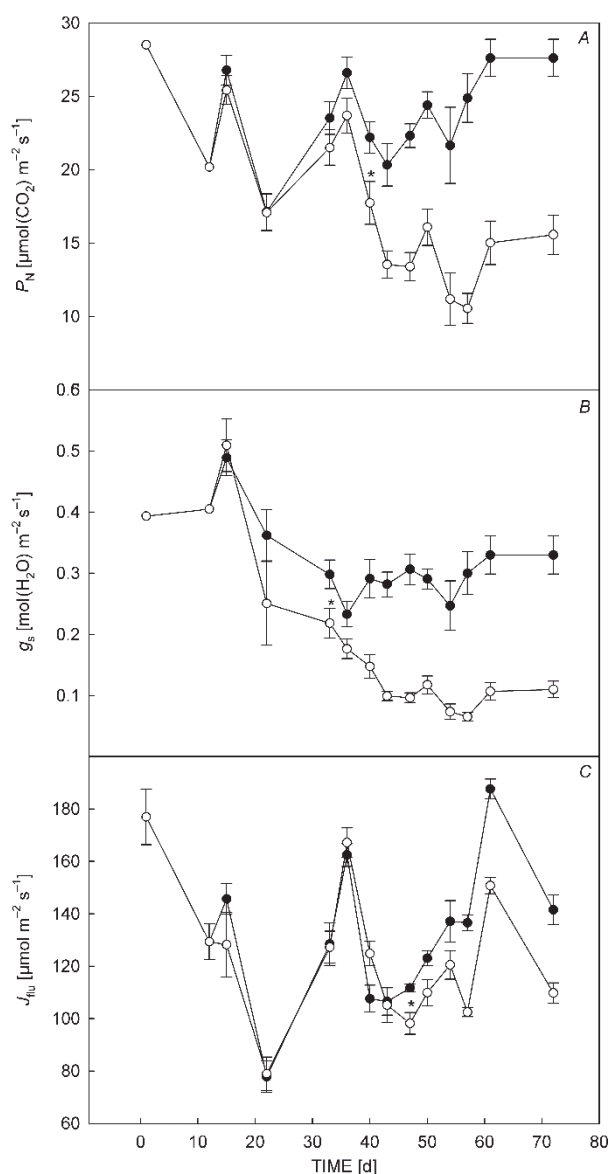 A
30
25
20
15
10
P_N [µmol(CO₂) m⁻² s⁻¹]
*
B
0.6
0.5
0.4
0.3
0.2
0.1
g_s [mol(H₂O) m⁻² s⁻¹]
*
C
180
160
140
120
100
80
60
J_flu [µmol m⁻² s⁻¹]
*
0 10 20 30 40 50 60 70 80
TIME [d]